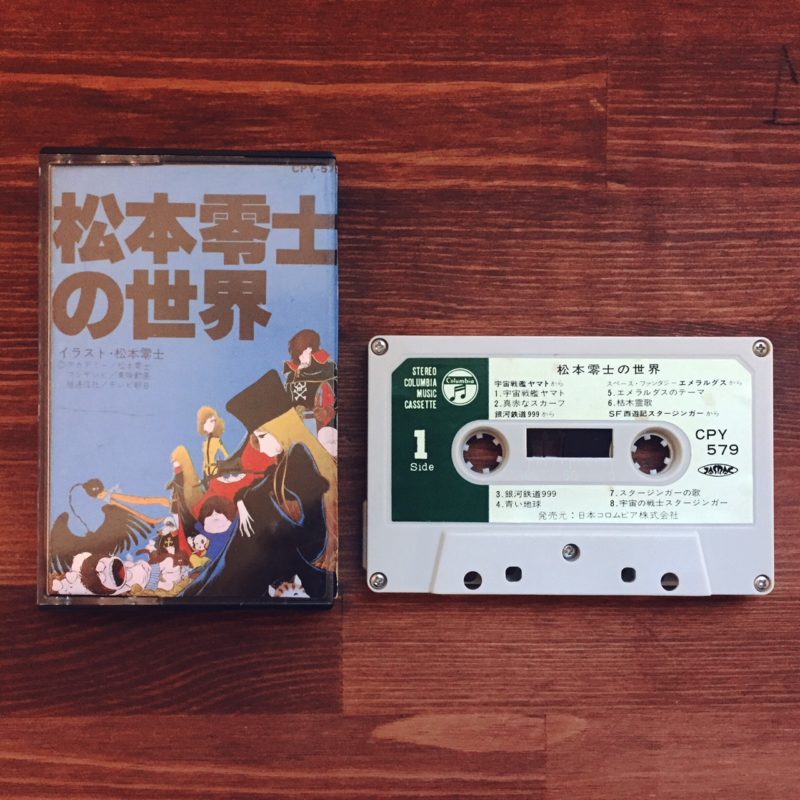 CPY-57
松本零士
の世界
イラスト・松本零士
STEREO
COLUMBIA
MUSIC
CASSETTE
Columbia
1
Side
松本零士の世界
宇宙戦艦ヤマトから
1.宇宙戦艦ヤマト
2.真赤なスカーフ
銀河鉄道999から
3.銀河鉄道999
4.青い地球
スペース・ファンタジーエメラルダスから
5.エメラルダスのテーマ
6.枯木霊歌
SF西遊記スタージンガーから
7.スタージンガーの歌
8.宇宙の戦士スタージンガー
CPY
579
JASRAC
発売元:日本コロムビア株式会社